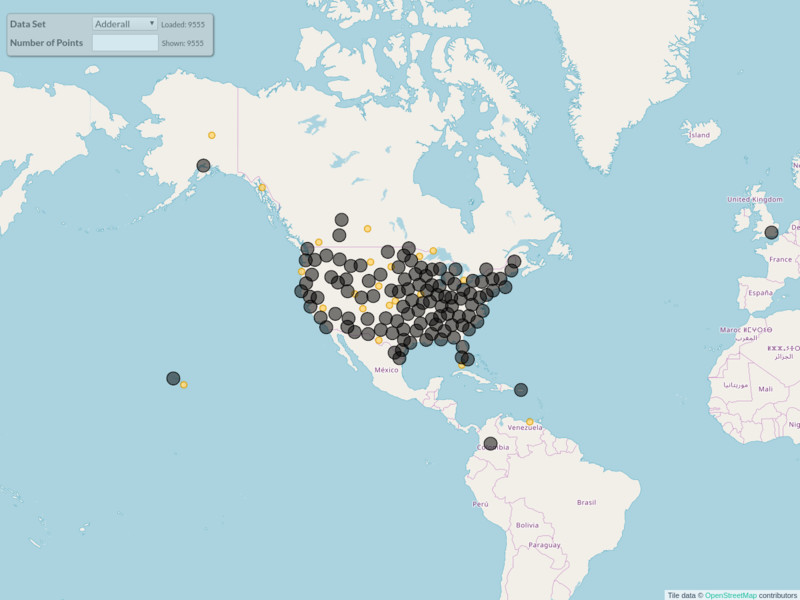 Data Set
Adderall
Loaded: 9555
Number of Points
Shown: 9555
Ísland
United Kingdom
France
España
Maroc ⵍⵎⵖⵔⵉⴱ
المغرب
الجزائر
موريتانيا
Mali
México
Venezuela
Colombia
Perú
Brasil
Bolivia
Paraguay
Tile data © OpenStreetMap contributors